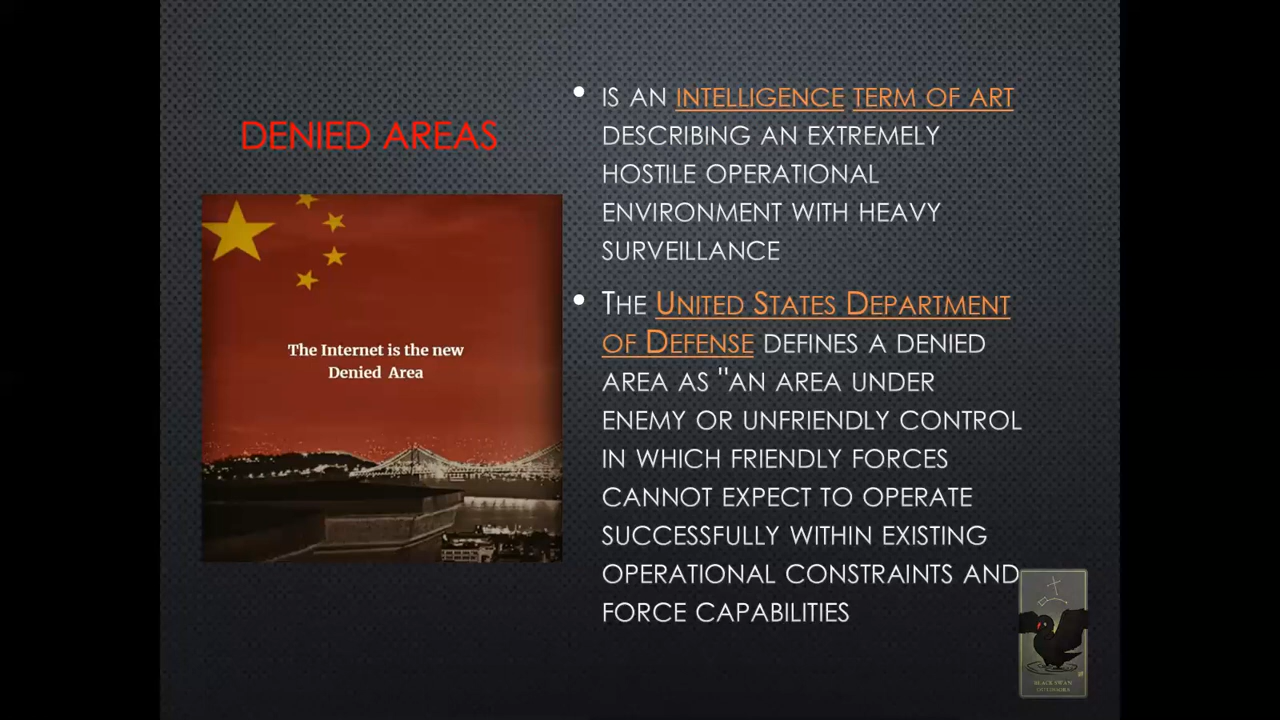 DENIED AREAS
The Internet is the new
Denied Area
• IS AN INTELLIGENCE TERM OF ART
DESCRIBING AN EXTREMELY
HOSTILE OPERATIONAL
ENVIRONMENT WITH HEAVY
SURVEILLANCE
• THE UNITED STATES DEPARTMENT
OF DEFENSE DEFINES A DENIED
AREA AS "AN AREA UNDER
ENEMY OR UNFRIENDLY CONTROL
IN WHICH FRIENDLY FORCES
CANNOT EXPECT TO OPERATE
SUCCESSFULLY WITHIN EXISTING
OPERATIONAL CONSTRAINTS AND
FORCE CAPABILITIES
BLACK SWAN